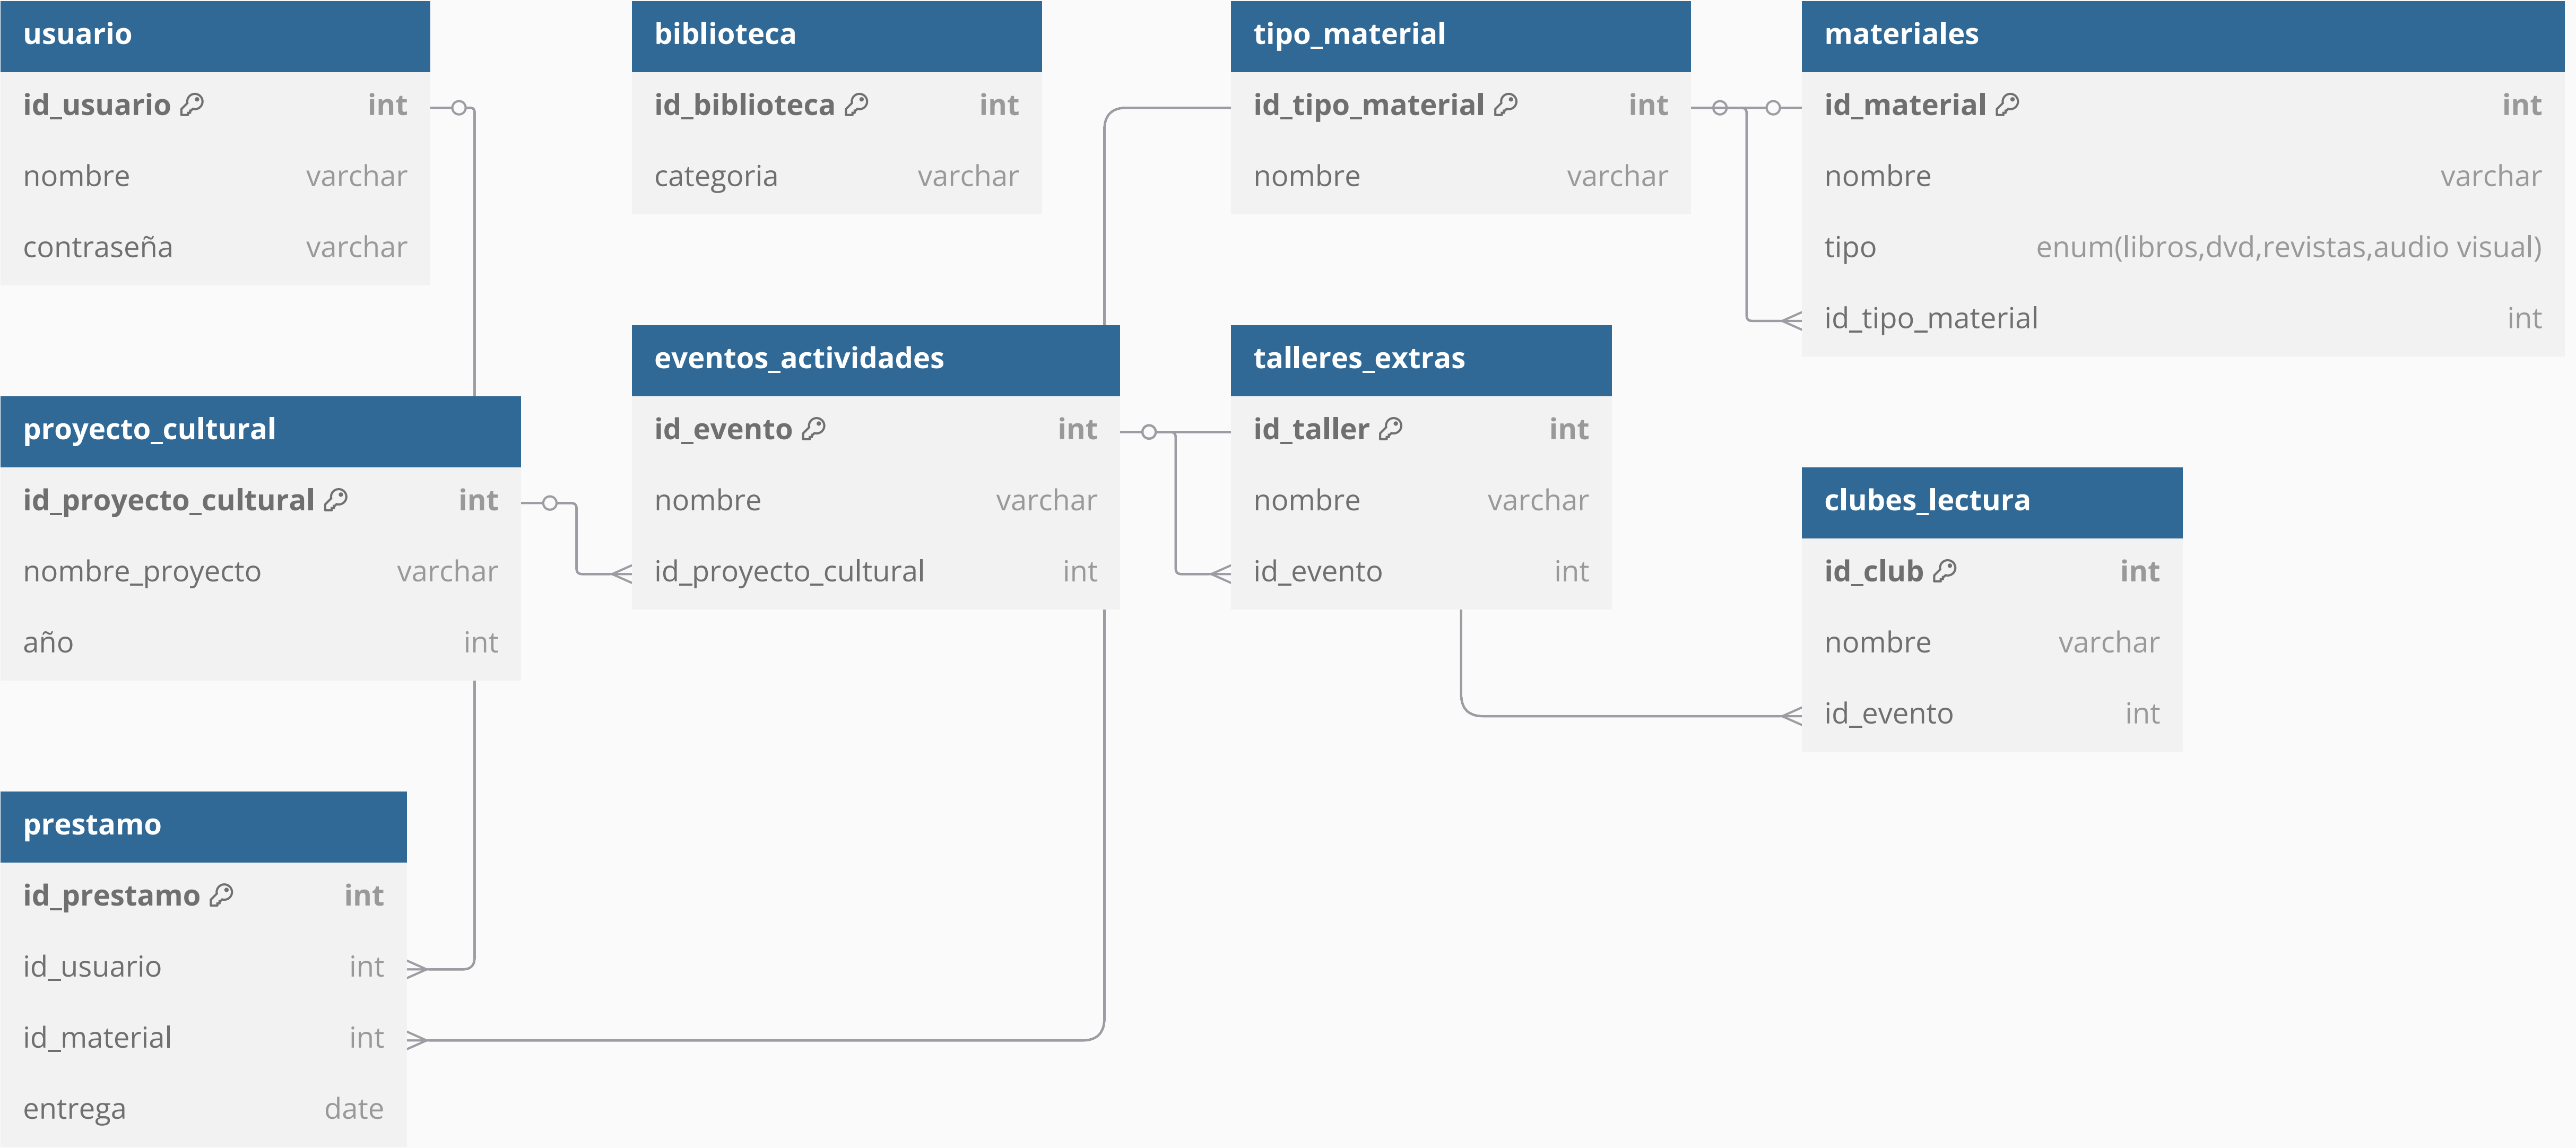 usuario
id_usuario int
nombre varchar
contraseña varchar
biblioteca
id_biblioteca int
categoria varchar
tipo_material
id_tipo_material int
nombre varchar
materiales
id_material int
nombre varchar
tipo enum(libros,dvd,revistas,audio visual)
id_tipo_material int
proyecto_cultural
id_proyecto_cultural int
nombre_proyecto varchar
año int
eventos_actividades
id_evento int
nombre varchar
id_proyecto_cultural int
talleres_extras
id_taller int
nombre varchar
id_evento int
clubes_lectura
id_club int
nombre varchar
id_evento int
prestamo
id_prestamo int
id_usuario int
id_material int
entrega date